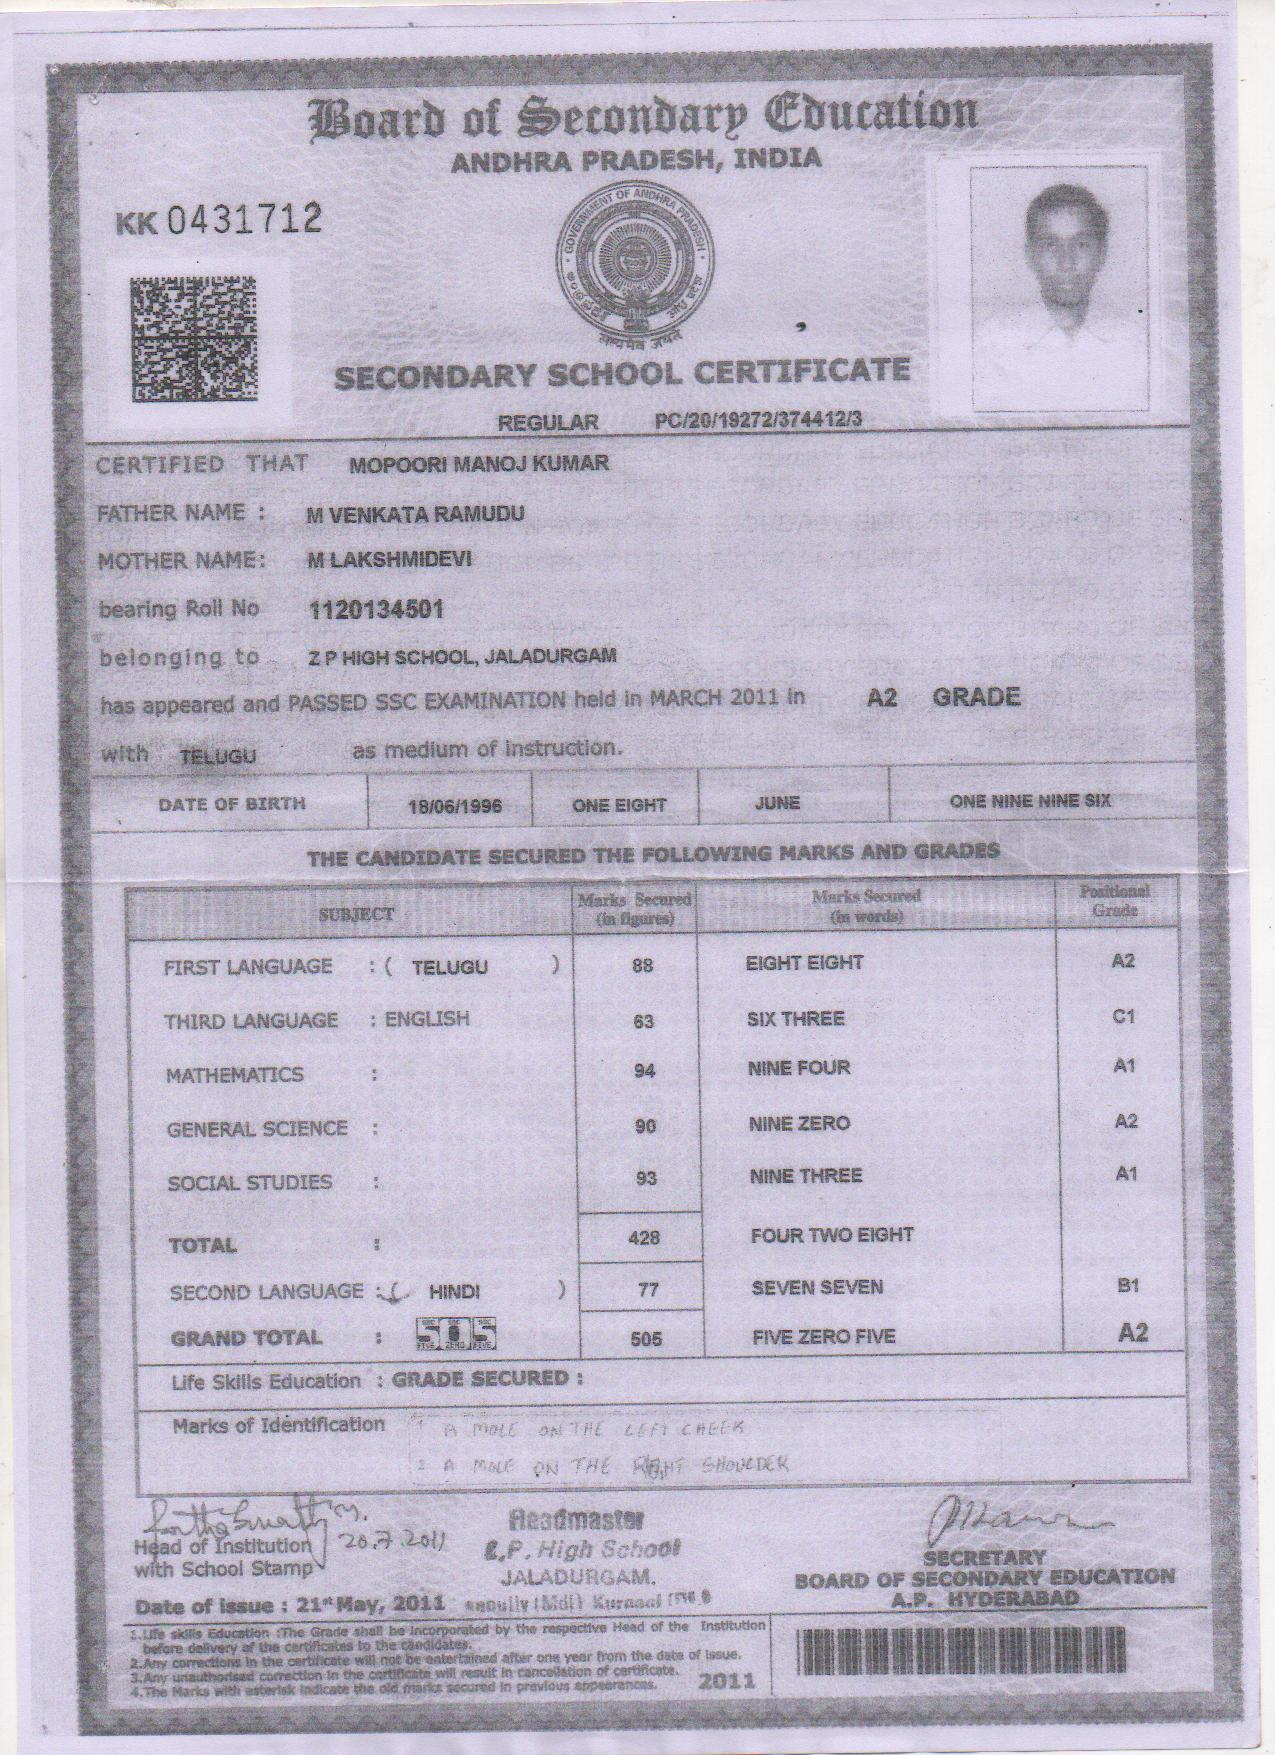 Board of Secondary Education
ANDHRA PRADESH, INDIA
KK 0431712
GOVERNMENT OF ANDHRA PRADESH
सत्यमेव जयते
SECONDARY SCHOOL CERTIFICATE
REGULAR PC/20/19272/374412/3
CERTIFIED THAT MOPOORI MANOJ KUMAR
FATHER NAME : M VENKATA RAMUDU
MOTHER NAME: M LAKSHMIDEVI
bearing Roll No 1120134501
belonging to Z P HIGH SCHOOL, JALADURGAM
has appeared and PASSED SSC EXAMINATION held in MARCH 2011 in A2 GRADE
with TELUGU as medium of instruction.
DATE OF BIRTH 18/06/1996 ONE EIGHT JUNE ONE NINE NINE SIX
THE CANDIDATE SECURED THE FOLLOWING MARKS AND GRADES
SUBJECT Marks Secured (in figures) Marks Secured (in words) Positional Grade
FIRST LANGUAGE : ( TELUGU ) 88 EIGHT EIGHT A2
THIRD LANGUAGE : ENGLISH 63 SIX THREE C1
MATHEMATICS : 94 NINE FOUR A1
GENERAL SCIENCE : 90 NINE ZERO A2
SOCIAL STUDIES : 93 NINE THREE A1
TOTAL : 428 FOUR TWO EIGHT
SECOND LANGUAGE : ( HINDI ) 77 SEVEN SEVEN B1
GRAND TOTAL : 505 505 FIVE ZERO FIVE A2
Life Skills Education : GRADE SECURED :
Marks of Identification 1 A MOLE ON THE LEFT CHEEK
2 A MOLE ON THE RIGHT SHOULDER
20.7.2011
Head of Institution
with School Stamp
Headmaster
Z.P. High School
JALADURGAM.
(Mdl) Kurnool
SECRETARY
BOARD OF SECONDARY EDUCATION
A.P. HYDERABAD
Date of issue : 21st May, 2011
1.Life skills Education :The Grade shall be incorporated by the respective Head of the Institution
before delivery of the certificates to the candidates.
2.Any corrections in the certificate will not be entertained after one year from the date of issue.
3.Any unauthorised correction in the certificate will result in cancellation of certificate.
4.The Marks with asterisk indicate the old marks secured in previous appearances.
2011